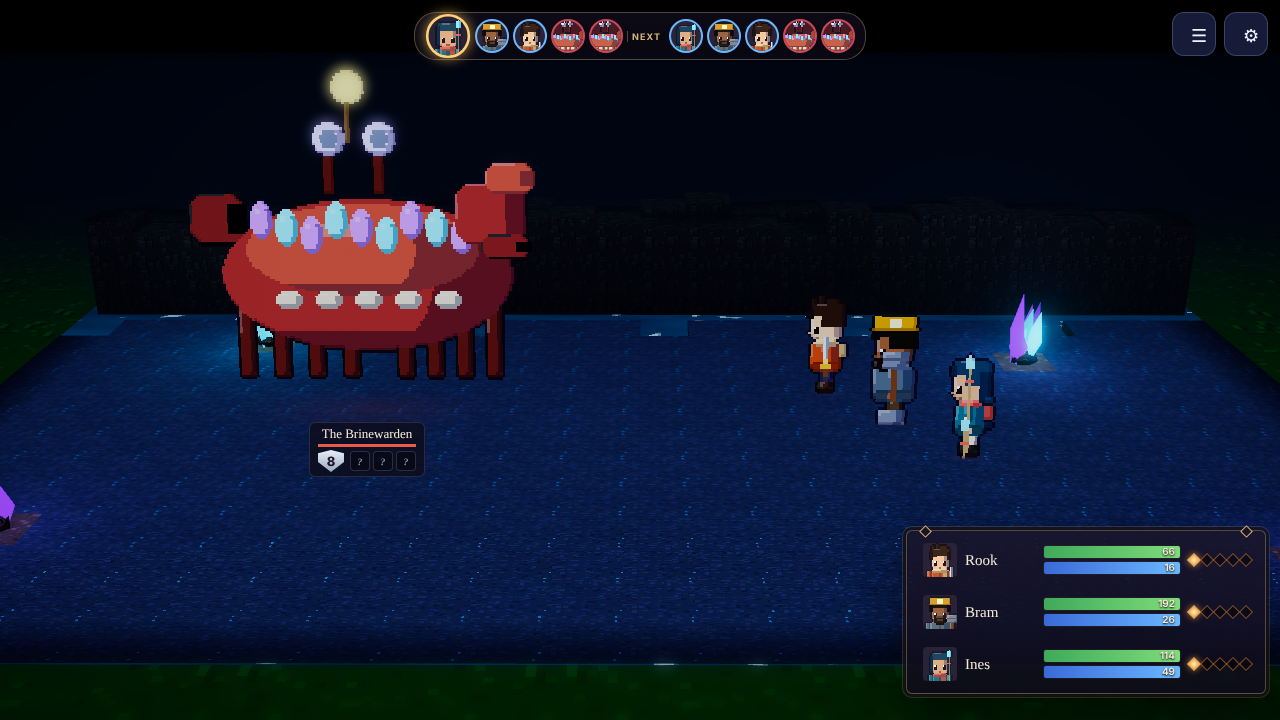 NEXT
The Brinewarden
8 ? ? ?
Rook 66
16
Bram 192
26
Ines 114
49